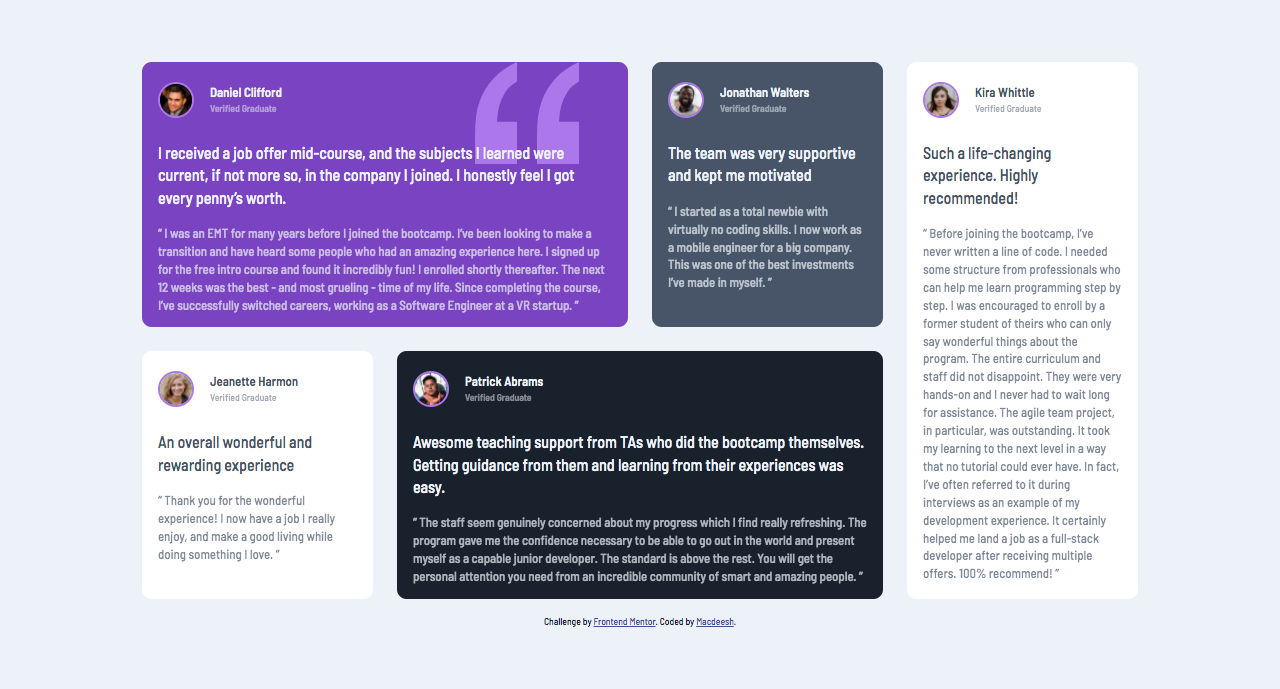 Daniel Clifford
Verified Graduate
I received a job offer mid-course, and the subjects I learned were
current, if not more so, in the company I joined. I honestly feel I got
every penny’s worth.
“ I was an EMT for many years before I joined the bootcamp. I’ve been looking to make a
transition and have heard some people who had an amazing experience here. I signed up
for the free intro course and found it incredibly fun! I enrolled shortly thereafter. The next
12 weeks was the best - and most grueling - time of my life. Since completing the course,
I’ve successfully switched careers, working as a Software Engineer at a VR startup. ”
Jonathan Walters
Verified Graduate
The team was very supportive
and kept me motivated
“ I started as a total newbie with
virtually no coding skills. I now work as
a mobile engineer for a big company.
This was one of the best investments
I’ve made in myself. ”
Kira Whittle
Verified Graduate
Such a life-changing
experience. Highly
recommended!
“ Before joining the bootcamp, I’ve
never written a line of code. I needed
some structure from professionals who
can help me learn programming step by
step. I was encouraged to enroll by a
former student of theirs who can only
say wonderful things about the
program. The entire curriculum and
staff did not disappoint. They were very
hands-on and I never had to wait long
for assistance. The agile team project,
in particular, was outstanding. It took
my learning to the next level in a way
that no tutorial could ever have. In fact,
I’ve often referred to it during
interviews as an example of my
development experience. It certainly
helped me land a job as a full-stack
developer after receiving multiple
offers. 100% recommend! ”
Jeanette Harmon
Verified Graduate
An overall wonderful and
rewarding experience
“ Thank you for the wonderful
experience! I now have a job I really
enjoy, and make a good living while
doing something I love. ”
Patrick Abrams
Verified Graduate
Awesome teaching support from TAs who did the bootcamp themselves.
Getting guidance from them and learning from their experiences was
easy.
“ The staff seem genuinely concerned about my progress which I find really refreshing. The
program gave me the confidence necessary to be able to go out in the world and present
myself as a capable junior developer. The standard is above the rest. You will get the
personal attention you need from an incredible community of smart and amazing people. ”
Challenge by Frontend Mentor. Coded by Macdeesh.